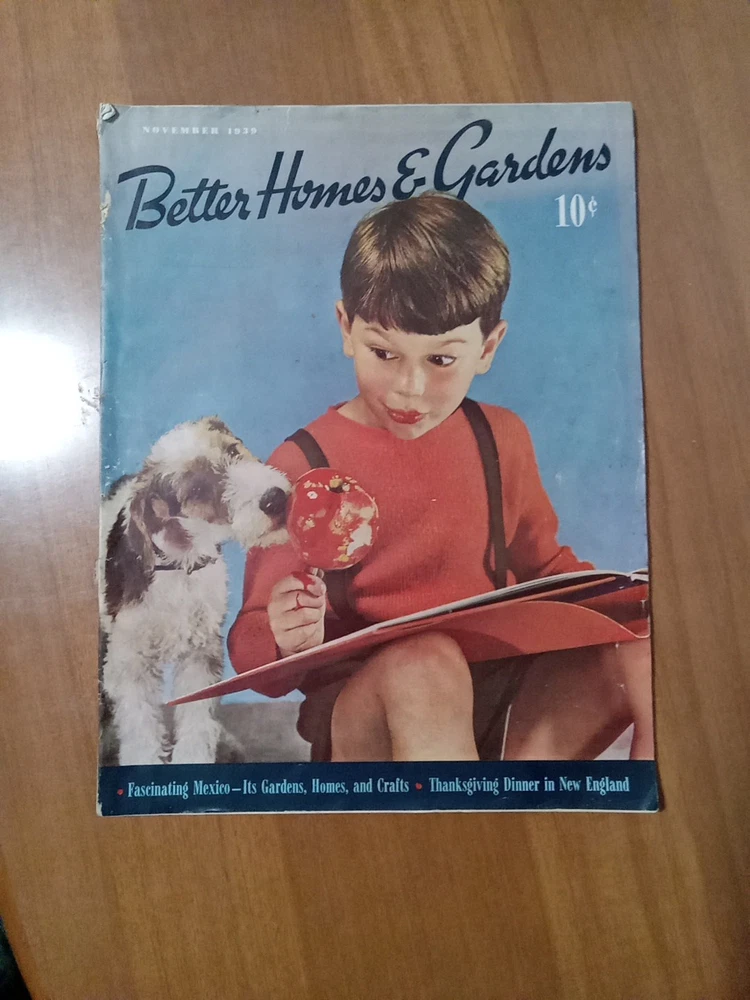 NOVEMBER 1939
Better Homes & Gardens
10¢
• Fascinating Mexico—Its Gardens, Homes, and Crafts • Thanksgiving Dinner in New England